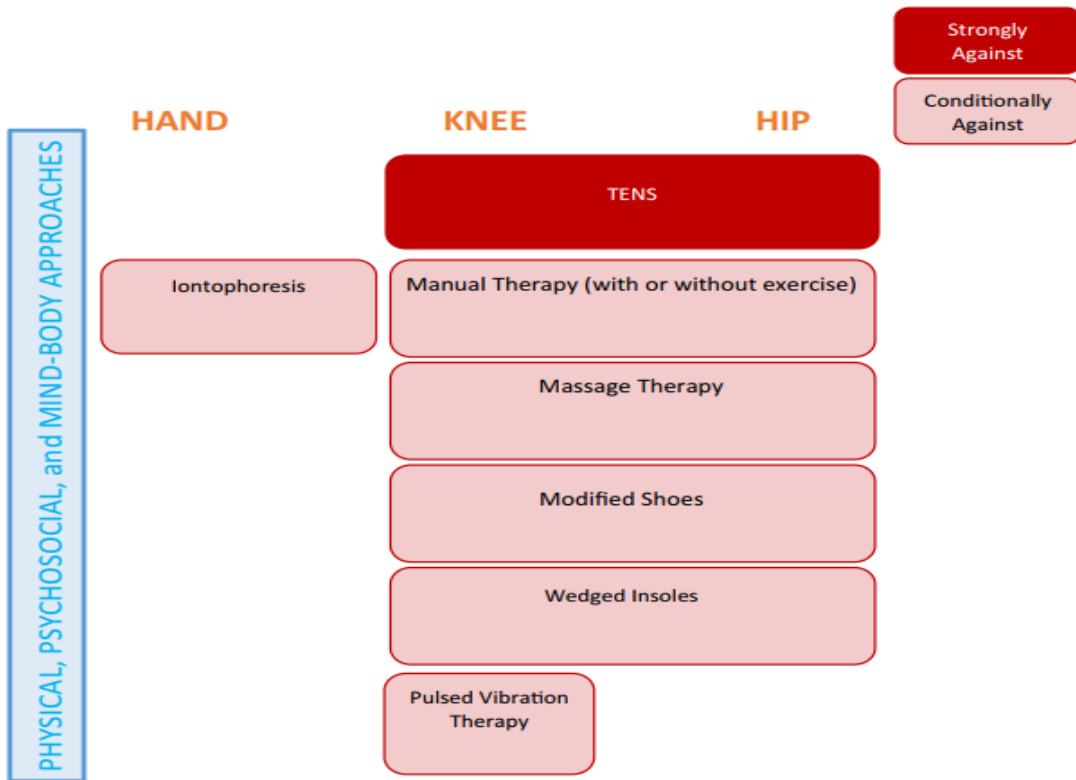 Strongly
Against
Conditionally
Against
HAND
KNEE
HIP
PHYSICAL, PSYCHOSOCIAL, and MIND-BODY APPROACHES
TENS
Iontophoresis
Manual Therapy (with or without exercise)
Massage Therapy
Modified Shoes
Wedged Insoles
Pulsed Vibration
Therapy